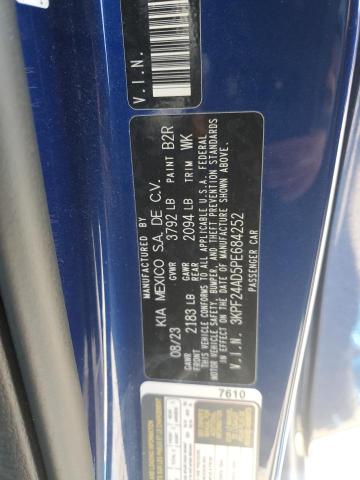 KIA MEXICO S.A. DE C.V.
08/23 GVWR 3792 LB PAINT B2R
GAWR FRONT 2183 LB GAWR REAR 2094 LB TRIM WK
THIS VEHICLE CONFORMS TO ALL APPLICABLE U.S.A. FEDERAL
MOTOR VEHICLE SAFETY, BUMPER, AND THEFT PREVENTION STANDARDS
IN EFFECT ON THE DATE OF MANUFACTURE SHOWN ABOVE.
V.I.N. 3KPF24AD5PE684252
PASSENGER CAR
V.I.N.
7610